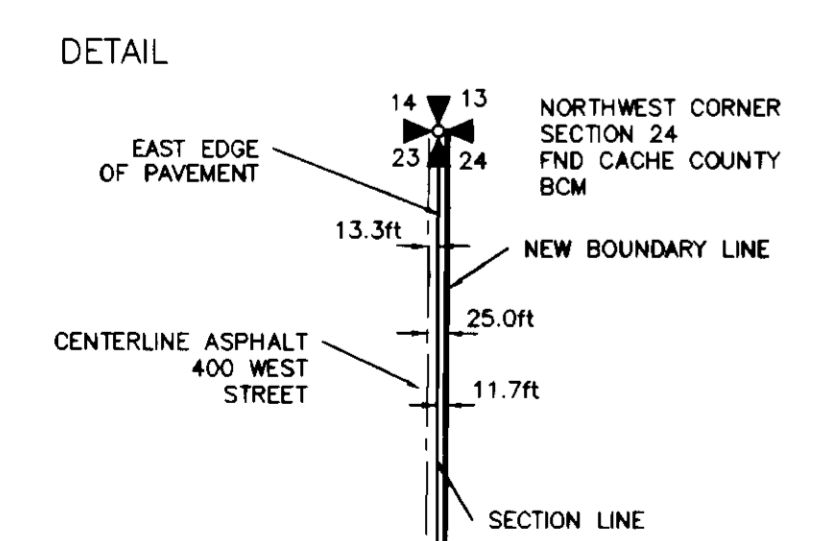 DETAIL
14 13
23 24
NORTHWEST CORNER
SECTION 24
FND CACHE COUNTY
BCM
EAST EDGE
OF PAVEMENT
13.3ft
NEW BOUNDARY LINE
25.0ft
CENTERLINE ASPHALT
400 WEST
STREET
11.7ft
SECTION LINE